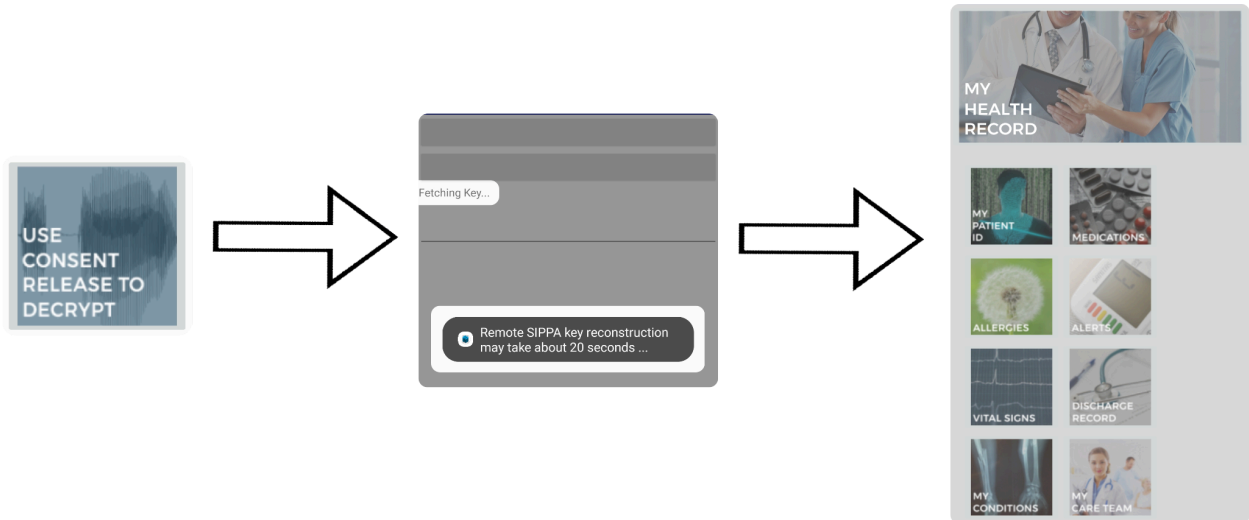 USE
CONSENT
RELEASE TO
DECRYPT
Fetching Key...
Remote SIPPA key reconstruction
may take about 20 seconds ...
MY
HEALTH
RECORD
MY
PATIENT
ID
MEDICATIONS
ALLERGIES
ALERTS
VITAL SIGNS
DISCHARGE
RECORD
MY
CONDITIONS
MY
CARE TEAM